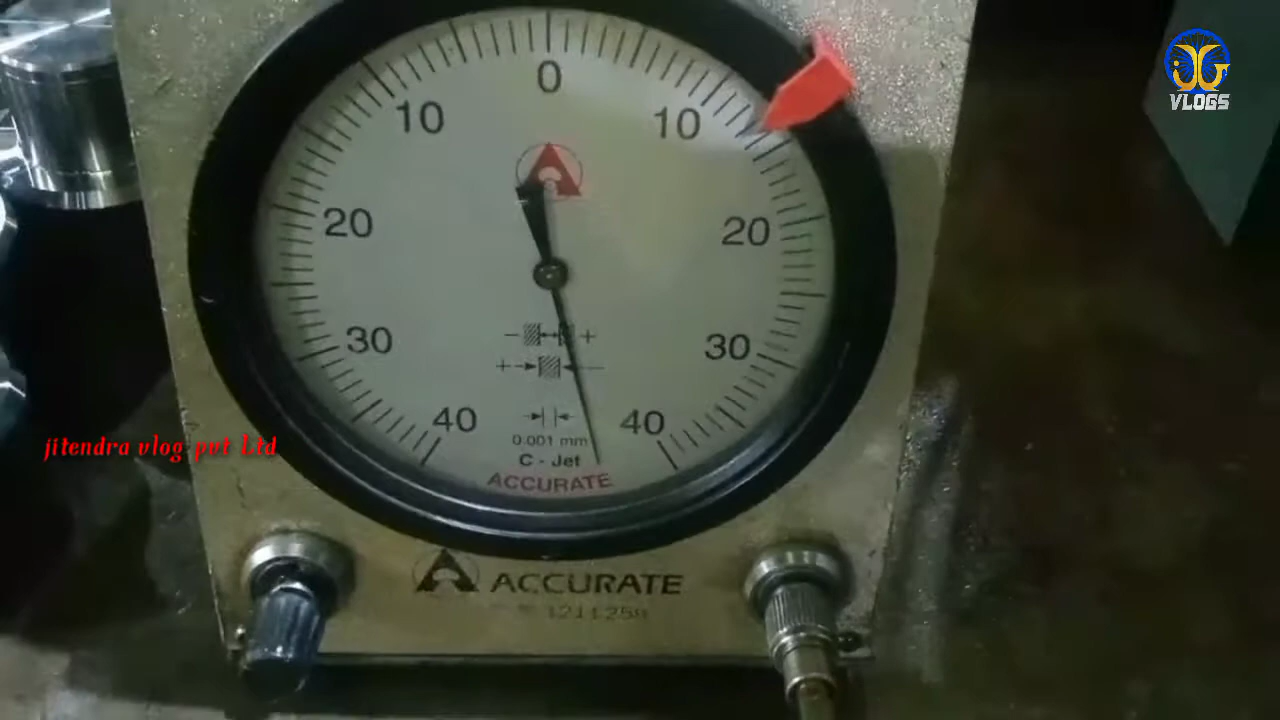 VLOGS
0
10 10
20 20
30 30
40 40
- +
+ -
0.001 mm
C - Jet
ACCURATE
jitendra vlog pvt Ltd
ACCURATE